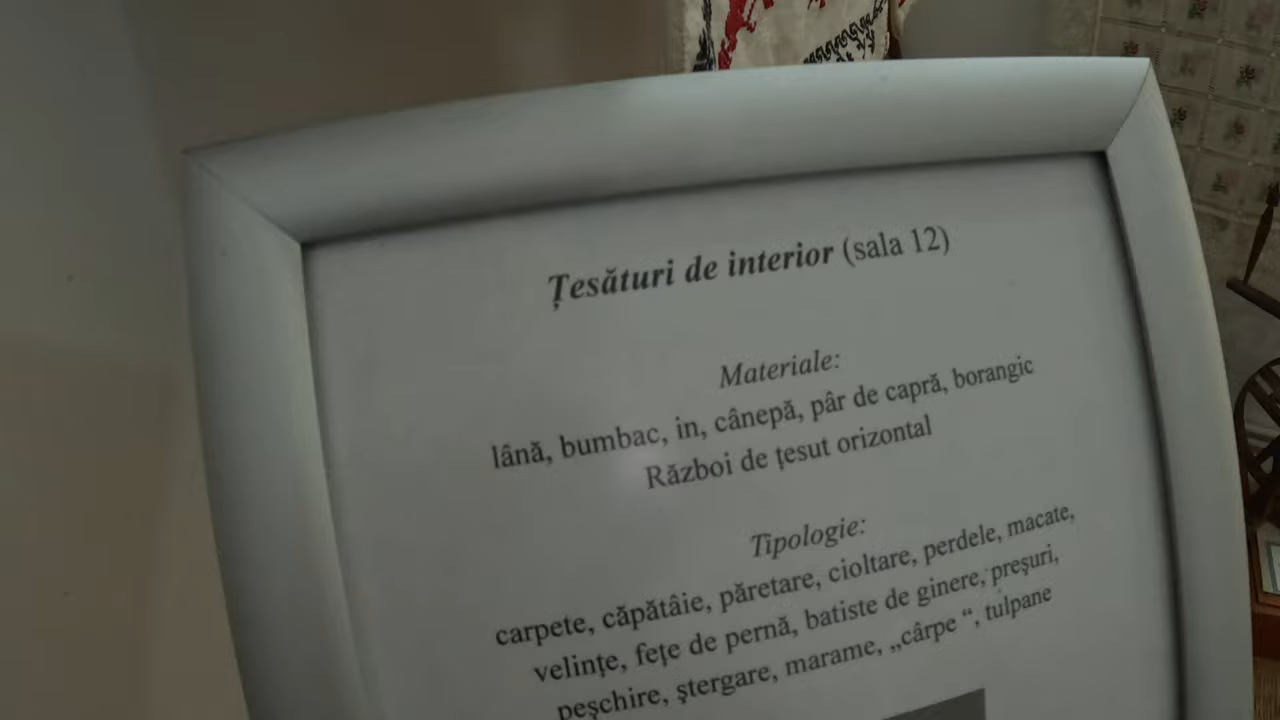 Țesături de interior (sala 12)
Materiale:
lână, bumbac, in, cânepă, păr de capră, borangic
Război de țesut orizontal
Tipologie:
carpete, căpătâie, păretare, cioltare, perdele, macate,
velințe, fețe de pernă, batiste de ginere, preșuri,
peșchire, ștergare, marame, „cârpe “, tulpane